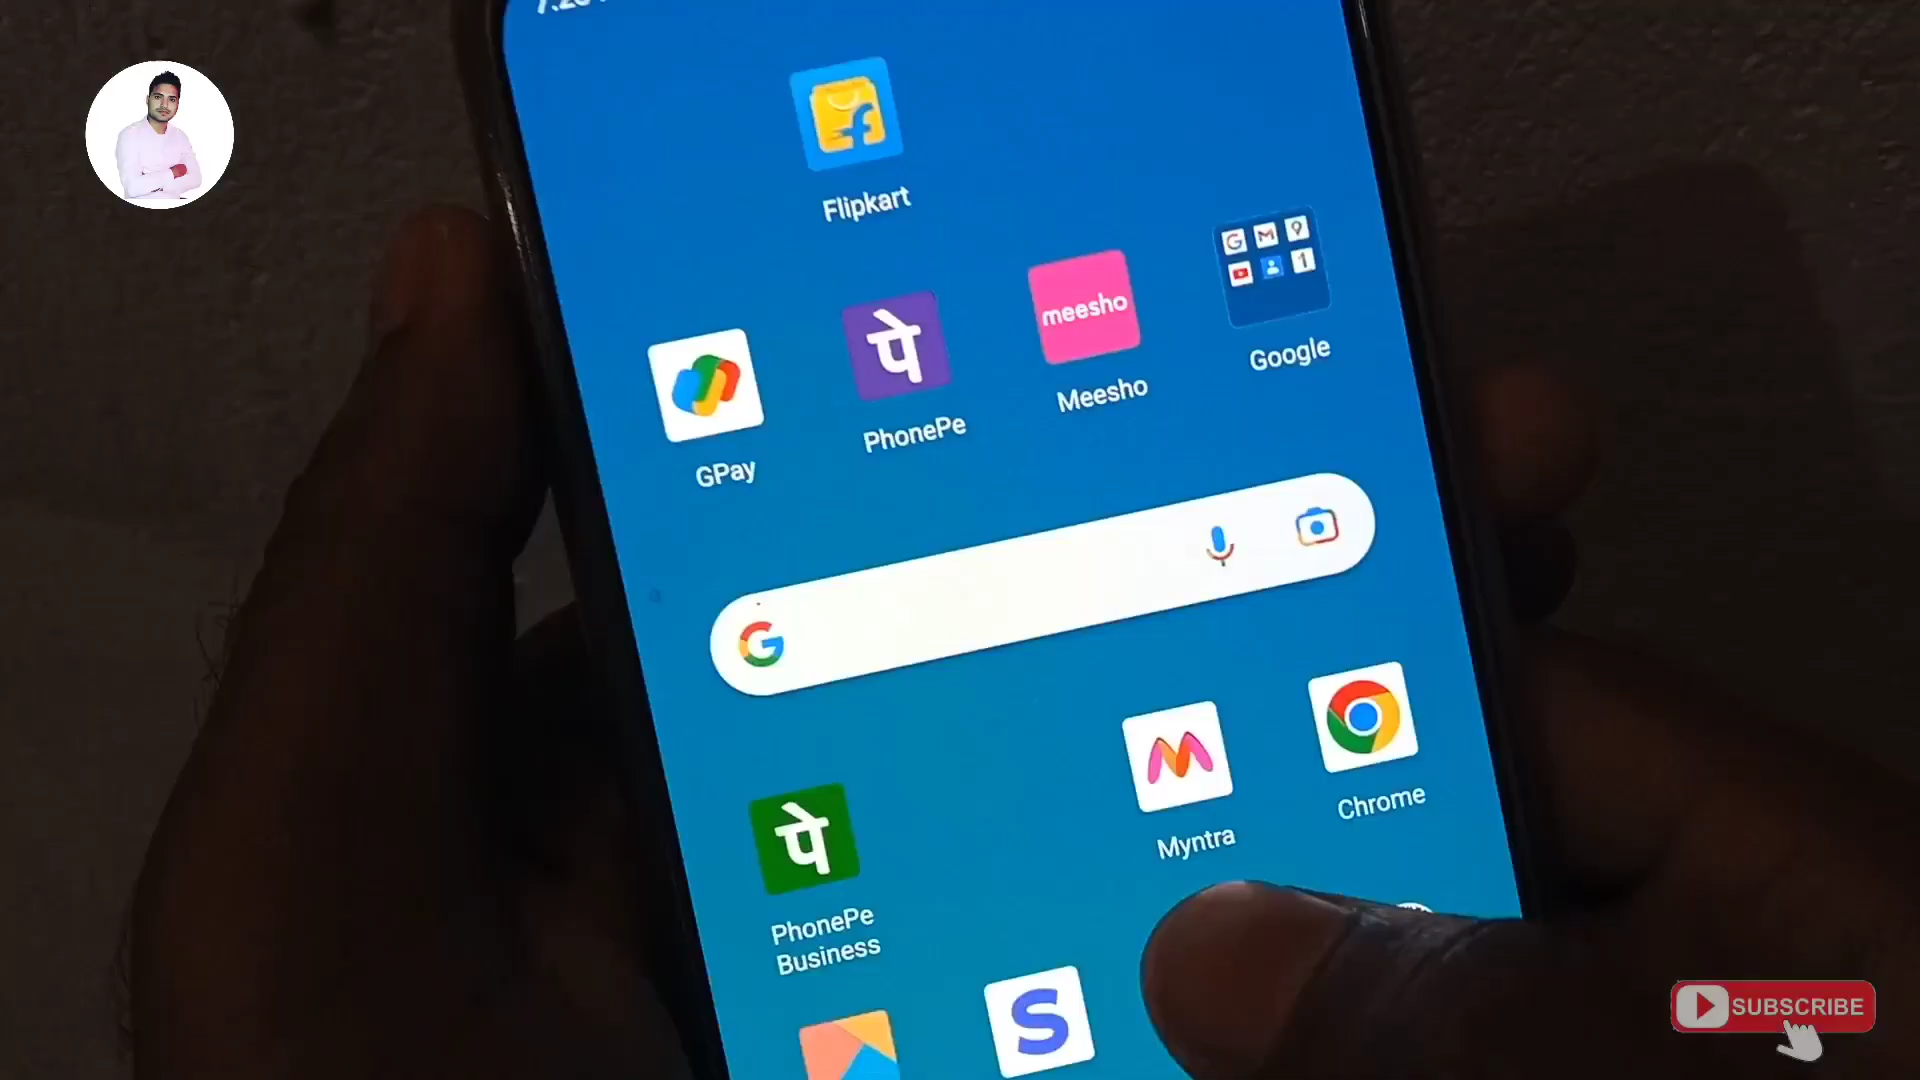 Flipkart
meesho
Google
Meesho
पे
PhonePe
GPay
G
Myntra
Chrome
पे
PhonePe
Business
S
SUBSCRIBE